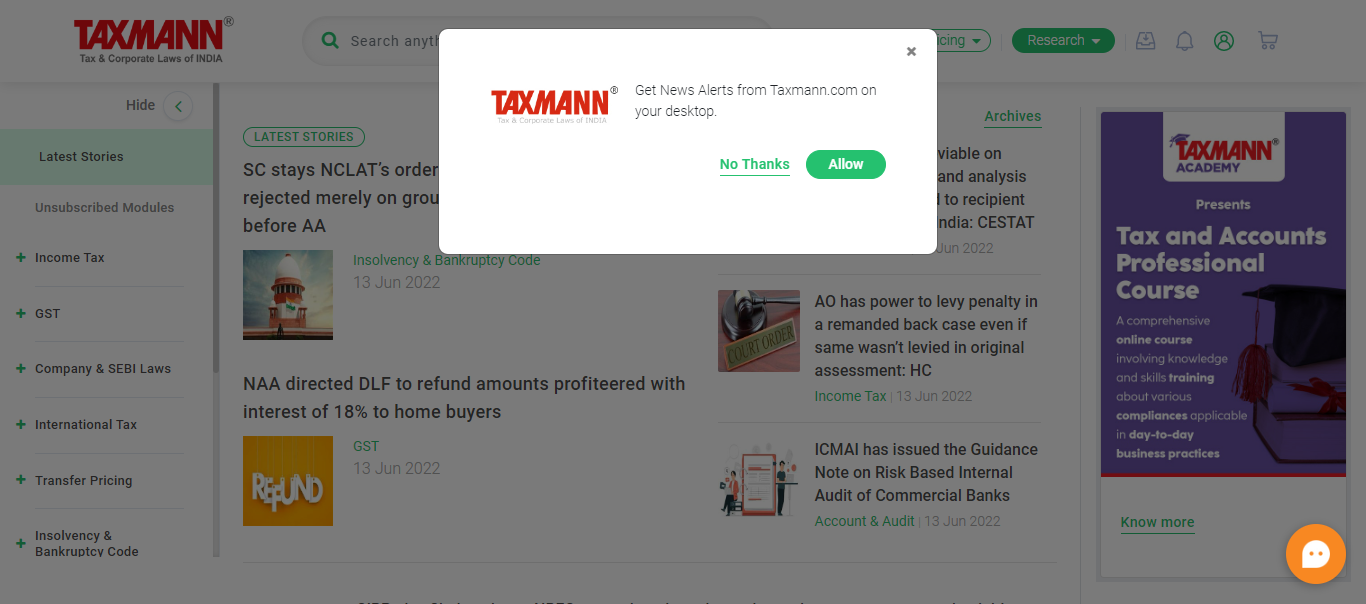 TAXMANN®
Tax & Corporate Laws of INDIA
Search anyth
icing
Research
Hide
Latest Stories
Unsubscribed Modules
Income Tax
GST
Company & SEBI Laws
International Tax
Transfer Pricing
Insolvency &
Bankruptcy Code
TAXMANN®
Tax & Corporate Laws of INDIA
Get News Alerts from Taxmann.com on
your desktop.
No Thanks
Allow
LATEST STORIES
SC stays NCLAT’s order
rejected merely on grou
before AA
Insolvency & Bankruptcy Code
13 Jun 2022
NAA directed DLF to refund amounts profiteered with
interest of 18% to home buyers
REFUND
GST
13 Jun 2022
Archives
viable on
and analysis
d to recipient
ndia: CESTAT
Jun 2022
COURT ORDER
AO has power to levy penalty in
a remanded back case even if
same wasn’t levied in original
assessment: HC
Income Tax | 13 Jun 2022
ICMAI has issued the Guidance
Note on Risk Based Internal
Audit of Commercial Banks
Account & Audit | 13 Jun 2022
TAXMANN®
ACADEMY
Presents
Tax and Accounts
Professional
Course
A comprehensive
online course
involving knowledge
and skills training
about various
compliances applicable
in day-to-day
business practices
Know more